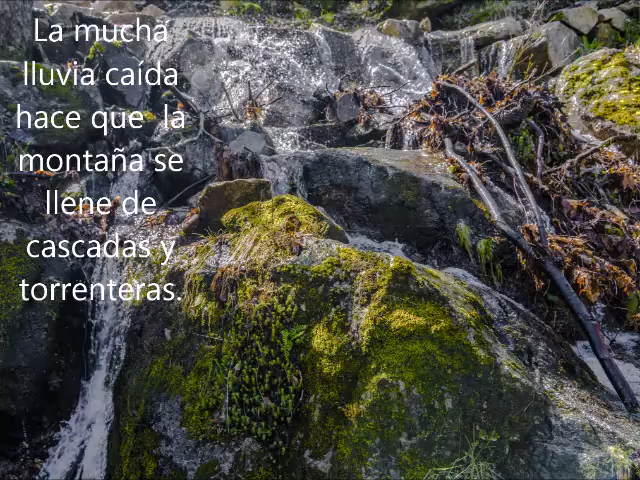 La mucha
lluvia caída
hace que la
montaña se
llene de
cascadas y
torrenteras.